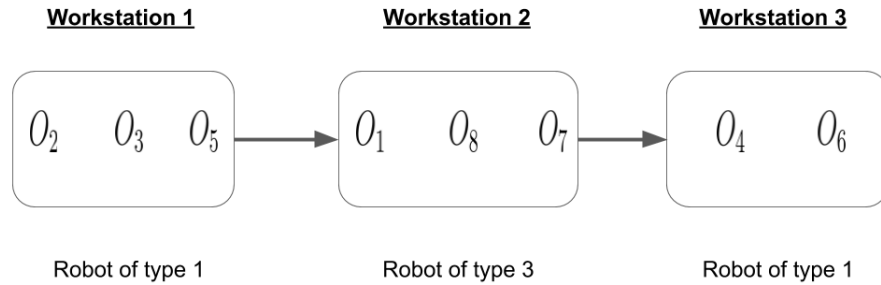 Workstation 1 Workstation 2 Workstation 3
O₂ O₃ O₅ O₁ O₈ O₇ O₄ O₆
Robot of type 1 Robot of type 3 Robot of type 1